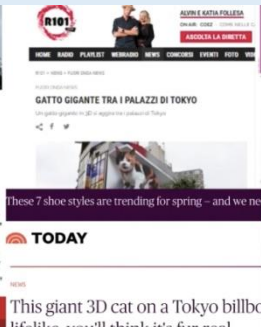 R101
ALVIN E KATIA FOLLESA
ON AIR
ASCOLTA LA DIRETTA
HOME RADIO PLAYLIST WEBRADIO NEWS CONCORSI EVENTI FOTO
GATTO GIGANTE TRA I PALAZZI DI TOKYO
Un gatto gigante in 3D si aggira tra i palazzi di Tokyo
These 7 shoe styles are trending for spring – and we ne
TODAY
NEWS
This giant 3D cat on a Tokyo billbo
lifelike, you'll think it's fur real